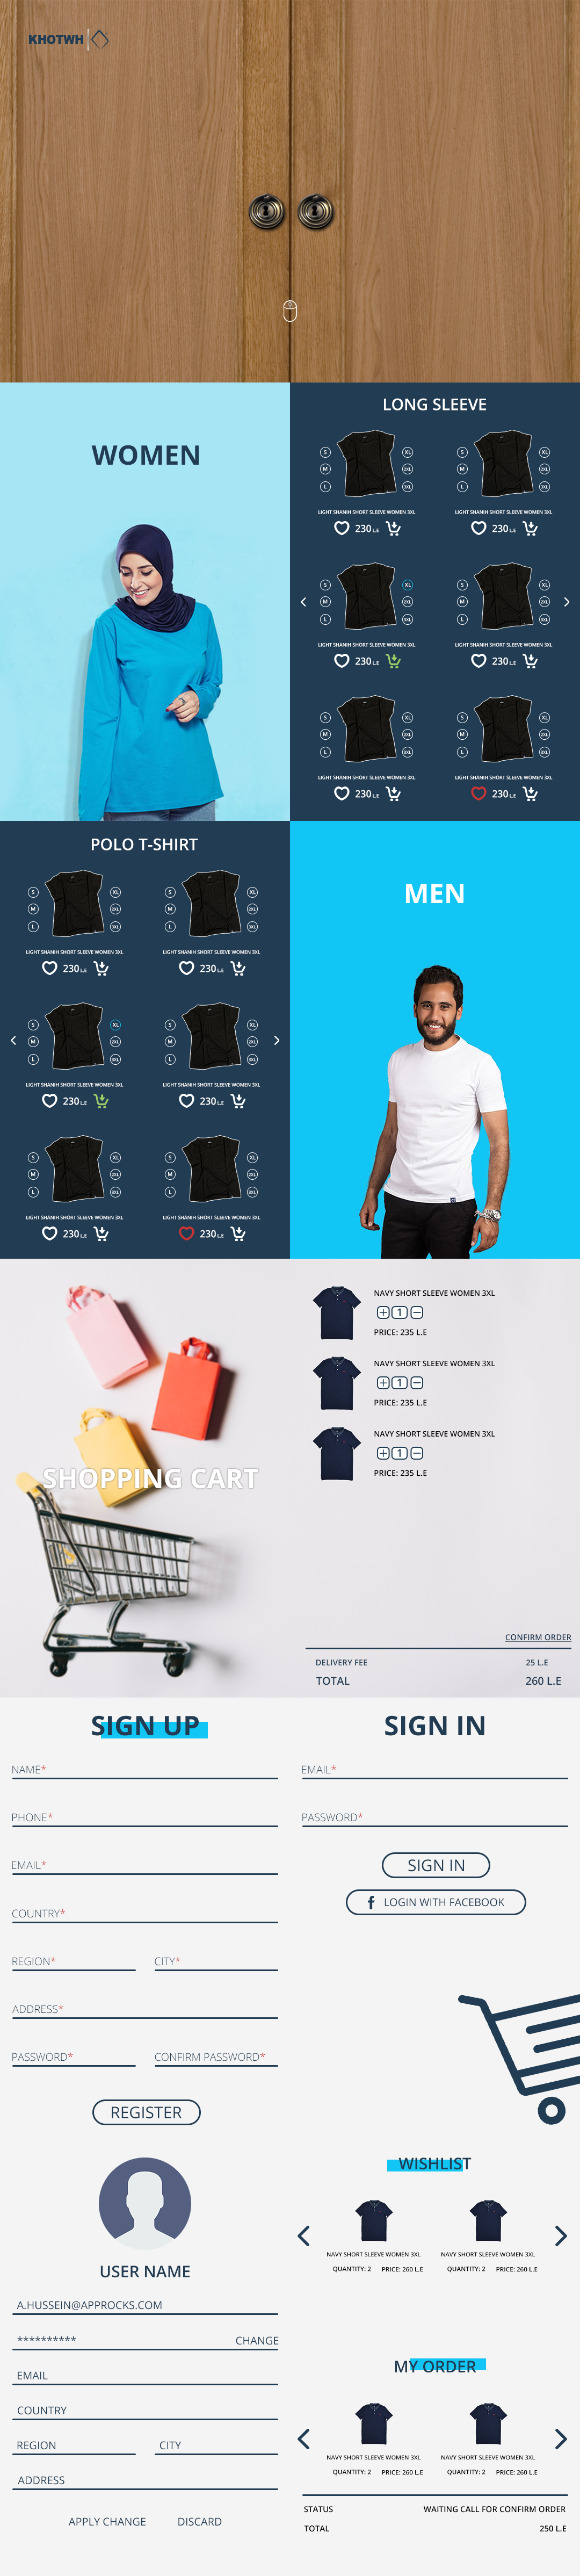 KHOTWH
WOMEN
LONG SLEEVE
S XL S XL
M 2XL M 2XL
L 3XL L 3XL
LIGHT SHANIH SHORT SLEEVE WOMEN 3XL LIGHT SHANIH SHORT SLEEVE WOMEN 3XL
230 L.E 230 L.E
S XL S XL
M 2XL M 2XL
L 3XL L 3XL
LIGHT SHANIH SHORT SLEEVE WOMEN 3XL LIGHT SHANIH SHORT SLEEVE WOMEN 3XL
230 L.E 230 L.E
S XL S XL
M 2XL M 2XL
L 3XL L 3XL
LIGHT SHANIH SHORT SLEEVE WOMEN 3XL LIGHT SHANIH SHORT SLEEVE WOMEN 3XL
230 L.E 230 L.E
POLO T-SHIRT
S XL S XL
M 2XL M 2XL
L 3XL L 3XL
LIGHT SHANIH SHORT SLEEVE WOMEN 3XL LIGHT SHANIH SHORT SLEEVE WOMEN 3XL
230 L.E 230 L.E
S XL S XL
M 2XL M 2XL
L 3XL L 3XL
LIGHT SHANIH SHORT SLEEVE WOMEN 3XL LIGHT SHANIH SHORT SLEEVE WOMEN 3XL
230 L.E 230 L.E
S XL S XL
M 2XL M 2XL
L 3XL L 3XL
LIGHT SHANIH SHORT SLEEVE WOMEN 3XL LIGHT SHANIH SHORT SLEEVE WOMEN 3XL
230 L.E 230 L.E
MEN
SHOPPING CART
NAVY SHORT SLEEVE WOMEN 3XL
+ 1 −
PRICE: 235 L.E
NAVY SHORT SLEEVE WOMEN 3XL
+ 1 −
PRICE: 235 L.E
NAVY SHORT SLEEVE WOMEN 3XL
+ 1 −
PRICE: 235 L.E
CONFIRM ORDER
DELIVERY FEE 25 L.E
TOTAL 260 L.E
SIGN UP
NAME*
PHONE*
EMAIL*
COUNTRY*
REGION* CITY*
ADDRESS*
PASSWORD* CONFIRM PASSWORD*
REGISTER
SIGN IN
EMAIL*
PASSWORD*
SIGN IN
f LOGIN WITH FACEBOOK
USER NAME
A.HUSSEIN@APPROCKS.COM
********** CHANGE
EMAIL
COUNTRY
REGION CITY
ADDRESS
APPLY CHANGE DISCARD
WISHLIST
NAVY SHORT SLEEVE WOMEN 3XL NAVY SHORT SLEEVE WOMEN 3XL
QUANTITY: 2 PRICE: 260 L.E QUANTITY: 2 PRICE: 260 L.E
MY ORDER
NAVY SHORT SLEEVE WOMEN 3XL NAVY SHORT SLEEVE WOMEN 3XL
QUANTITY: 2 PRICE: 260 L.E QUANTITY: 2 PRICE: 260 L.E
STATUS WAITING CALL FOR CONFIRM ORDER
TOTAL 250 L.E